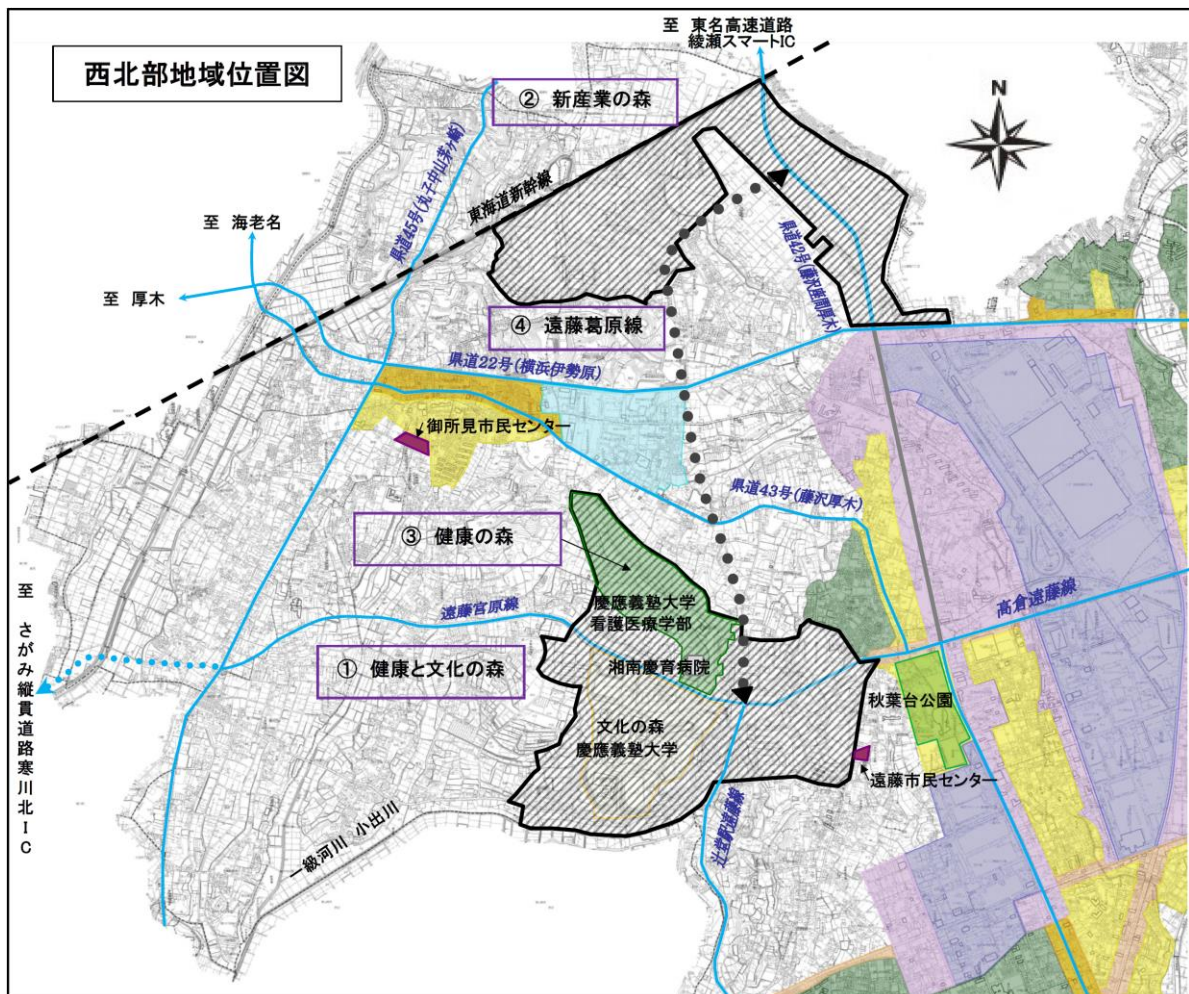 至 東名高速道路
綾瀬スマートIC
西北部地域位置図
② 新産業の森
N
県道45号(丸子中山茅ヶ崎)
東海道新幹線
至 海老名
至 厚木
県道42号(藤沢座間厚木)
④ 遠藤葛原線
県道22号(横浜伊勢原)
御所見市民センター
県道43号(藤沢厚木)
③ 健康の森
慶應義塾大学
看護医療学部
高倉遠藤線
遠藤宮原線
至 さがみ縦貫道路寒川北IC
① 健康と文化の森
湘南慶育病院
秋葉台公園
文化の森
慶應義塾大学
遠藤市民センター
辻堂駅遠藤線
一級河川 小出川